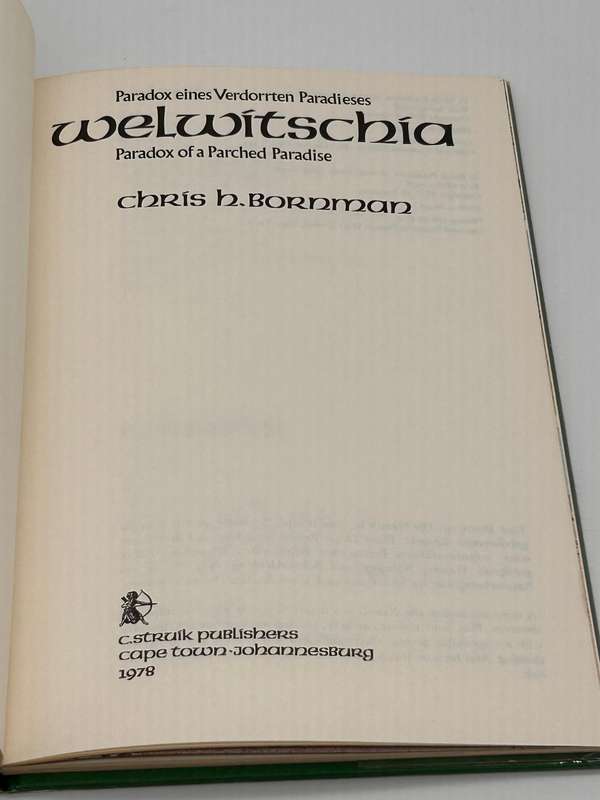 Paradox eines Verdorrten Paradieses
welwitschia
Paradox of a Parched Paradise
chris h. Bornman
c. struik publishers
cape town · johannesburg
1978